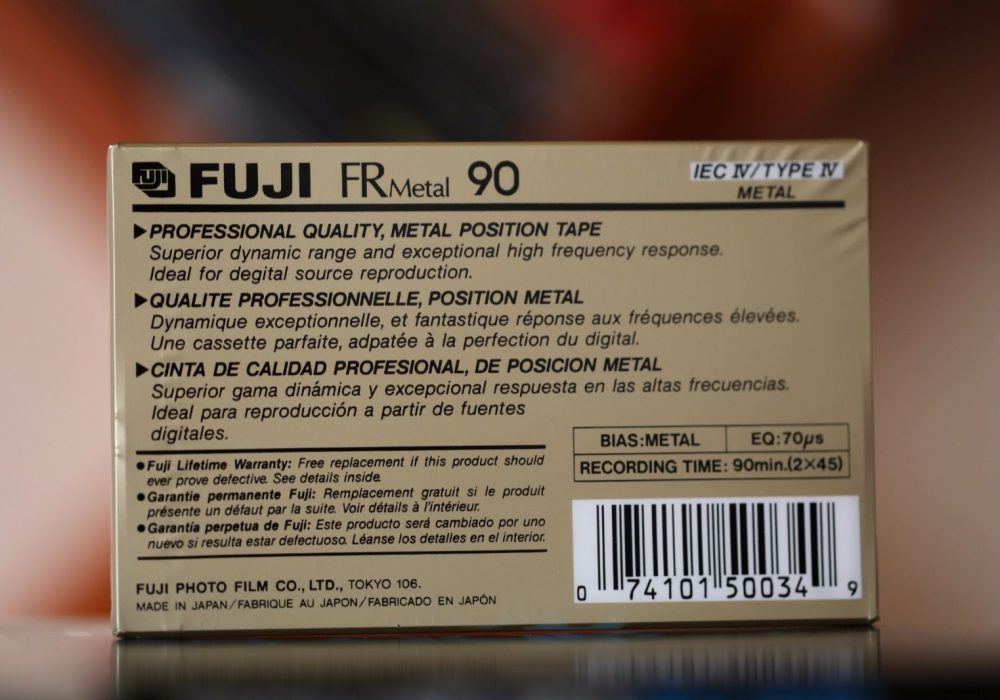 FUJI FUJI FR Metal 90
IEC IV/TYPE IV
METAL
▶PROFESSIONAL QUALITY, METAL POSITION TAPE
Superior dynamic range and exceptional high frequency response.
Ideal for degital source reproduction.
▶QUALITE PROFESSIONNELLE, POSITION METAL
Dynamique exceptionnelle, et fantastique réponse aux fréquences élevées.
Une cassette parfaite, adpatée à la perfection du digital.
▶CINTA DE CALIDAD PROFESIONAL, DE POSICION METAL
Superior gama dinámica y excepcional respuesta en las altas frecuencias.
Ideal para reproducción a partir de fuentes
digitales.
●Fuji Lifetime Warranty: Free replacement if this product should
ever prove defective. See details inside.
●Garantie permanente Fuji: Remplacement gratuit si le produit
présente un défaut par la suite. Voir détails à l'intérieur.
●Garantía perpetua de Fuji: Este producto será cambiado por uno
nuevo si resulta estar defectuoso. Léanse los detalles en el interior.
BIAS:METAL EQ:70µs
RECORDING TIME: 90min.(2×45)
FUJI PHOTO FILM CO., LTD., TOKYO 106.
MADE IN JAPAN/FABRIQUE AU JAPON/FABRICADO EN JAPÓN
0 74101 50034 9